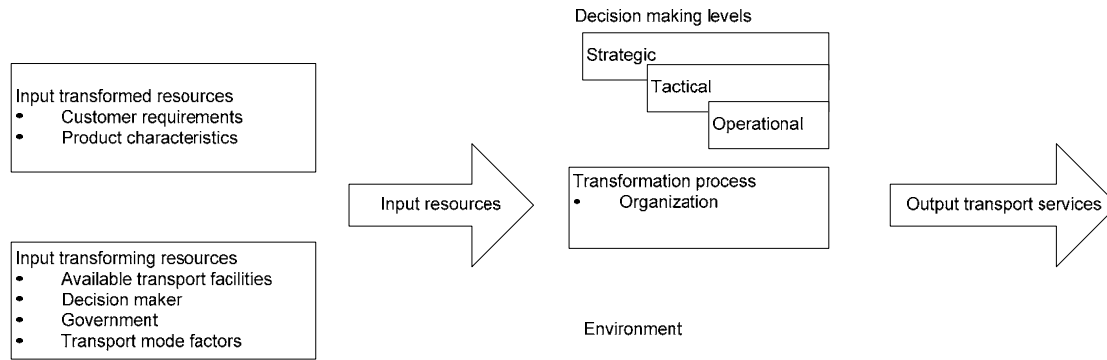 Input transformed resources
• Customer requirements
• Product characteristics
Input transforming resources
• Available transport facilities
• Decision maker
• Government
• Transport mode factors
Input resources
Decision making levels
Strategic
Tactical
Operational
Transformation process
• Organization
Environment
Output transport services